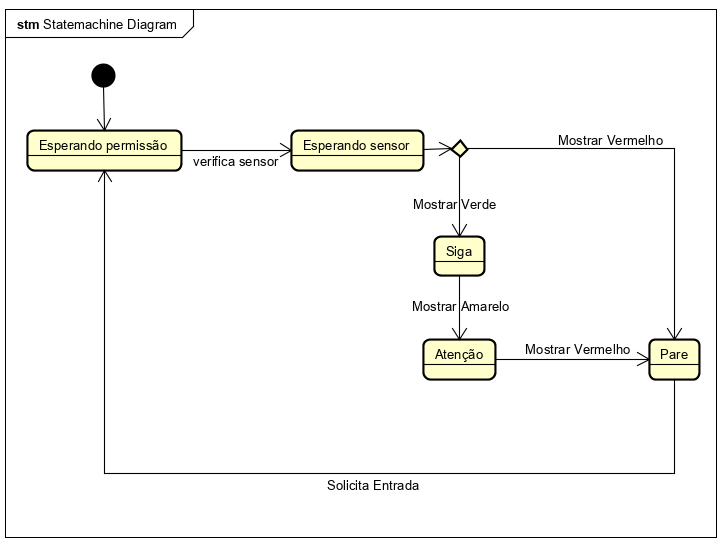 stm Statemachine Diagram
Esperando permissão
verifica sensor
Esperando sensor
Mostrar Vermelho
Mostrar Verde
Siga
Mostrar Amarelo
Atenção
Mostrar Vermelho
Pare
Solicita Entrada